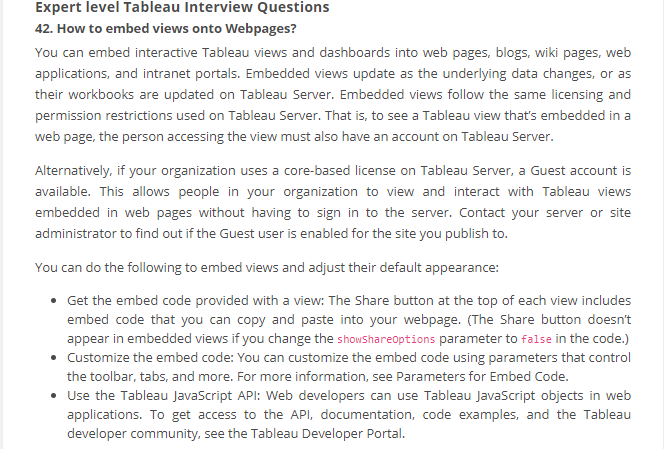 Expert level Tableau Interview Questions
42. How to embed views onto Webpages?
You can embed interactive Tableau views and dashboards into web pages, blogs, wiki pages, web
applications, and intranet portals. Embedded views update as the underlying data changes, or as
their workbooks are updated on Tableau Server. Embedded views follow the same licensing and
permission restrictions used on Tableau Server. That is, to see a Tableau view that's embedded in a
web page, the person accessing the view must also have an account on Tableau Server.
Alternatively, if your organization uses a core-based license on Tableau Server, a Guest account is
available. This allows people in your organization to view and interact with Tableau views
embedded in web pages without having to sign in to the server. Contact your server or site
administrator to find out if the Guest user is enabled for the site you publish to.
You can do the following to embed views and adjust their default appearance:
• Get the embed code provided with a view: The Share button at the top of each view includes
embed code that you can copy and paste into your webpage. (The Share button doesn't
appear in embedded views if you change the showShareOptions parameter to false in the code.)
• Customize the embed code: You can customize the embed code using parameters that control
the toolbar, tabs, and more. For more information, see Parameters for Embed Code.
• Use the Tableau JavaScript API: Web developers can use Tableau JavaScript objects in web
applications. To get access to the API, documentation, code examples, and the Tableau
developer community, see the Tableau Developer Portal.